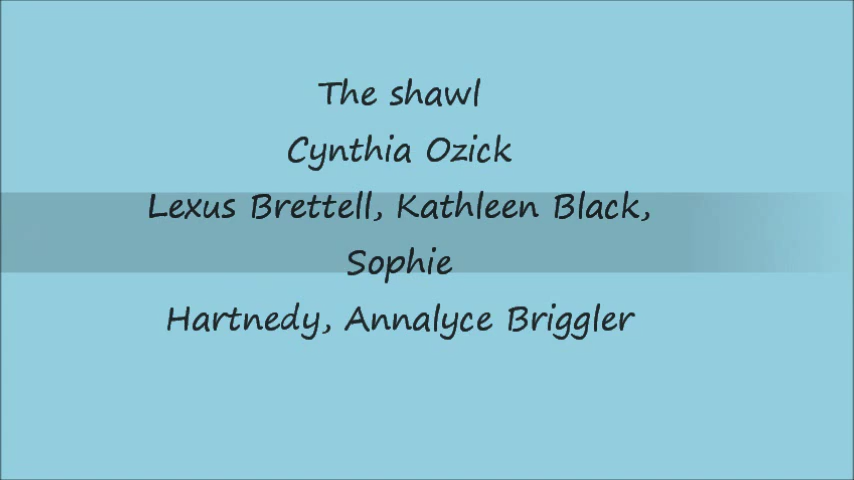 The shawl
Cynthia Ozick
Lexus Brettell, Kathleen Black,
Sophie
Hartnedy, Annalyce Briggler